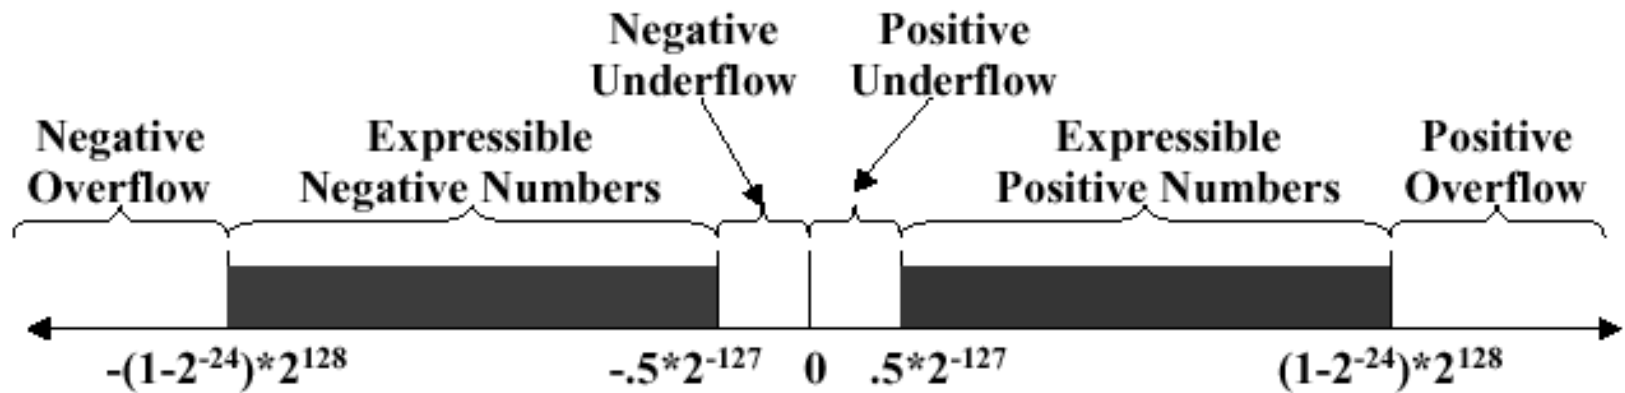 Negative Positive
Underflow Underflow
Negative Expressible Expressible Positive
Overflow Negative Numbers Positive Numbers Overflow
-(1-2⁻²⁴)*2¹²⁸ -.5*2⁻¹²⁷ 0 .5*2⁻¹²⁷ (1-2⁻²⁴)*2¹²⁸